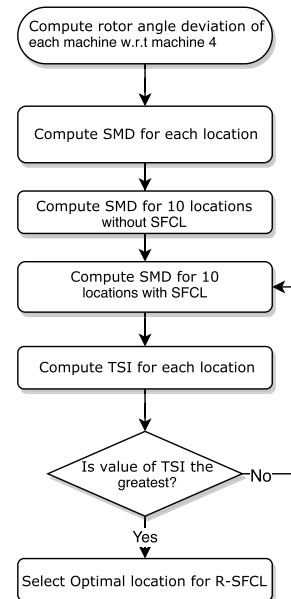 Compute rotor angle deviation of
each machine w.r.t machine 4
Compute SMD for each location
Compute SMD for 10 locations
without SFCL
Compute SMD for 10
locations with SFCL
Compute TSI for each location
Is value of TSI the
greatest?
No
Yes
Select Optimal location for R-SFCL